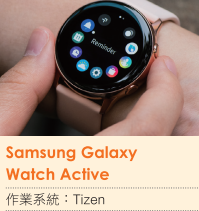 Reminder
Samsung Galaxy
Watch Active
作業系統：Tizen